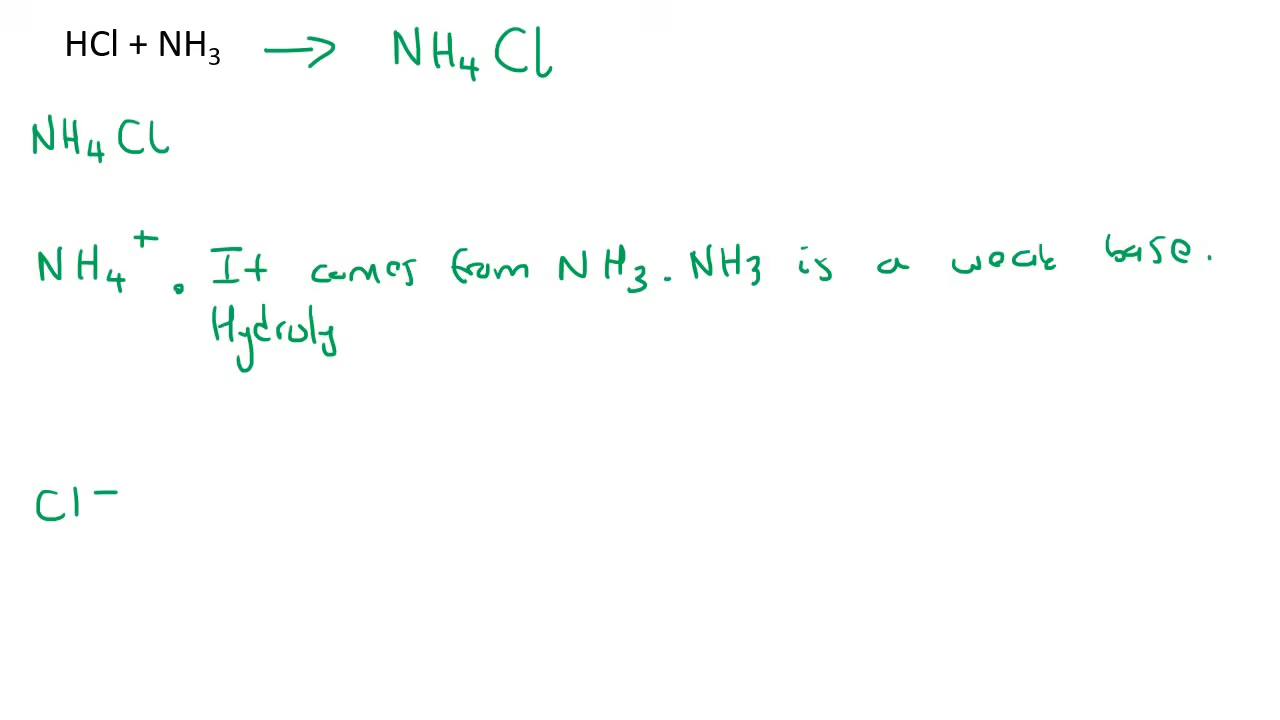 HCl + NH₃ → NH₄Cl
NH₄Cl
NH₄⁺. It comes from NH₃. NH₃ is a weak base.
Hydroly
Cl⁻